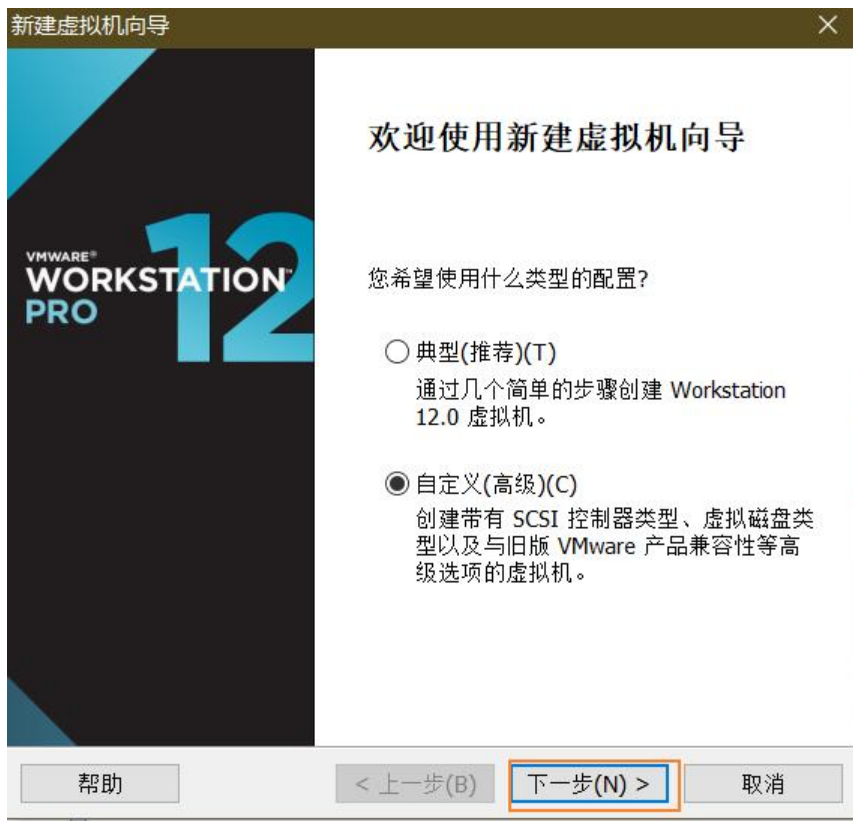 新建虚拟机向导
欢迎使用新建虚拟机向导
VMWARE®
WORKSTATION™
PRO
12
您希望使用什么类型的配置?
典型(推荐)(T)
通过几个简单的步骤创建 Workstation
12.0 虚拟机。
自定义(高级)(C)
创建带有 SCSI 控制器类型、虚拟磁盘类
型以及与旧版 VMware 产品兼容性等高
级选项的虚拟机。
帮助
< 上一步(B)
下一步(N) >
取消